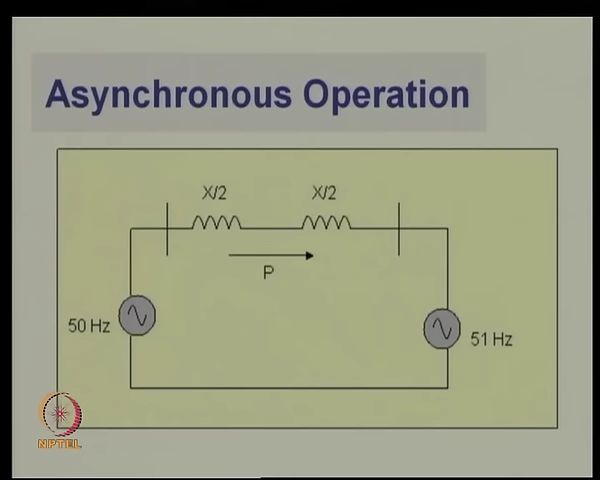 Asynchronous Operation
X/2 X/2
P
50 Hz
51 Hz
NPTEL